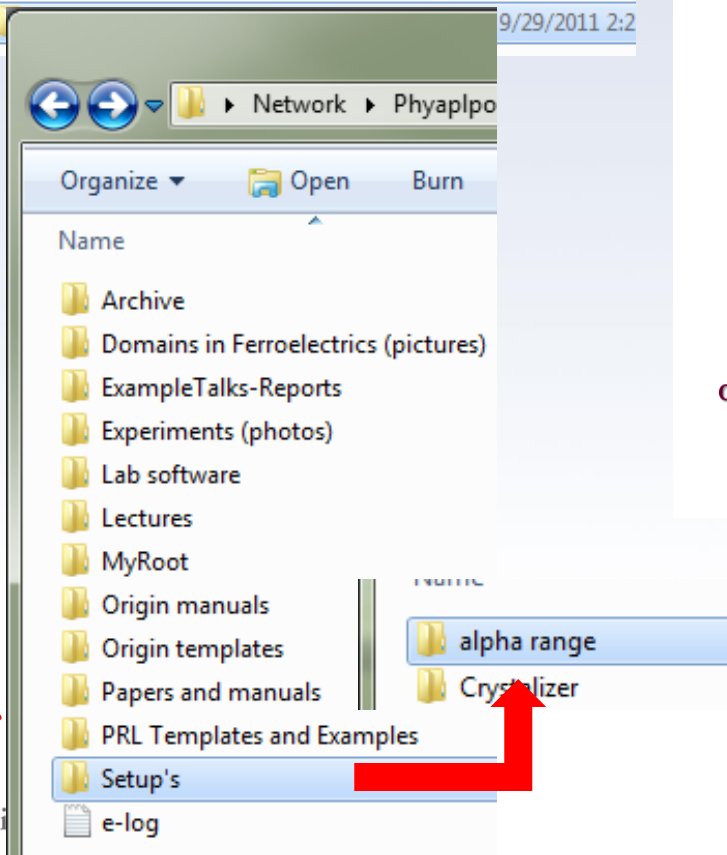 9/29/2011 2:2
Network Phyaplpo
Organize Open Burn
Name
Archive
Domains in Ferroelectrics (pictures)
ExampleTalks-Reports
Experiments (photos)
Lab software
Lectures
MyRoot
Origin manuals
Origin templates
Papers and manuals
PRL Templates and Examples
Setup's
e-log
Name
alpha range
Crystalizer